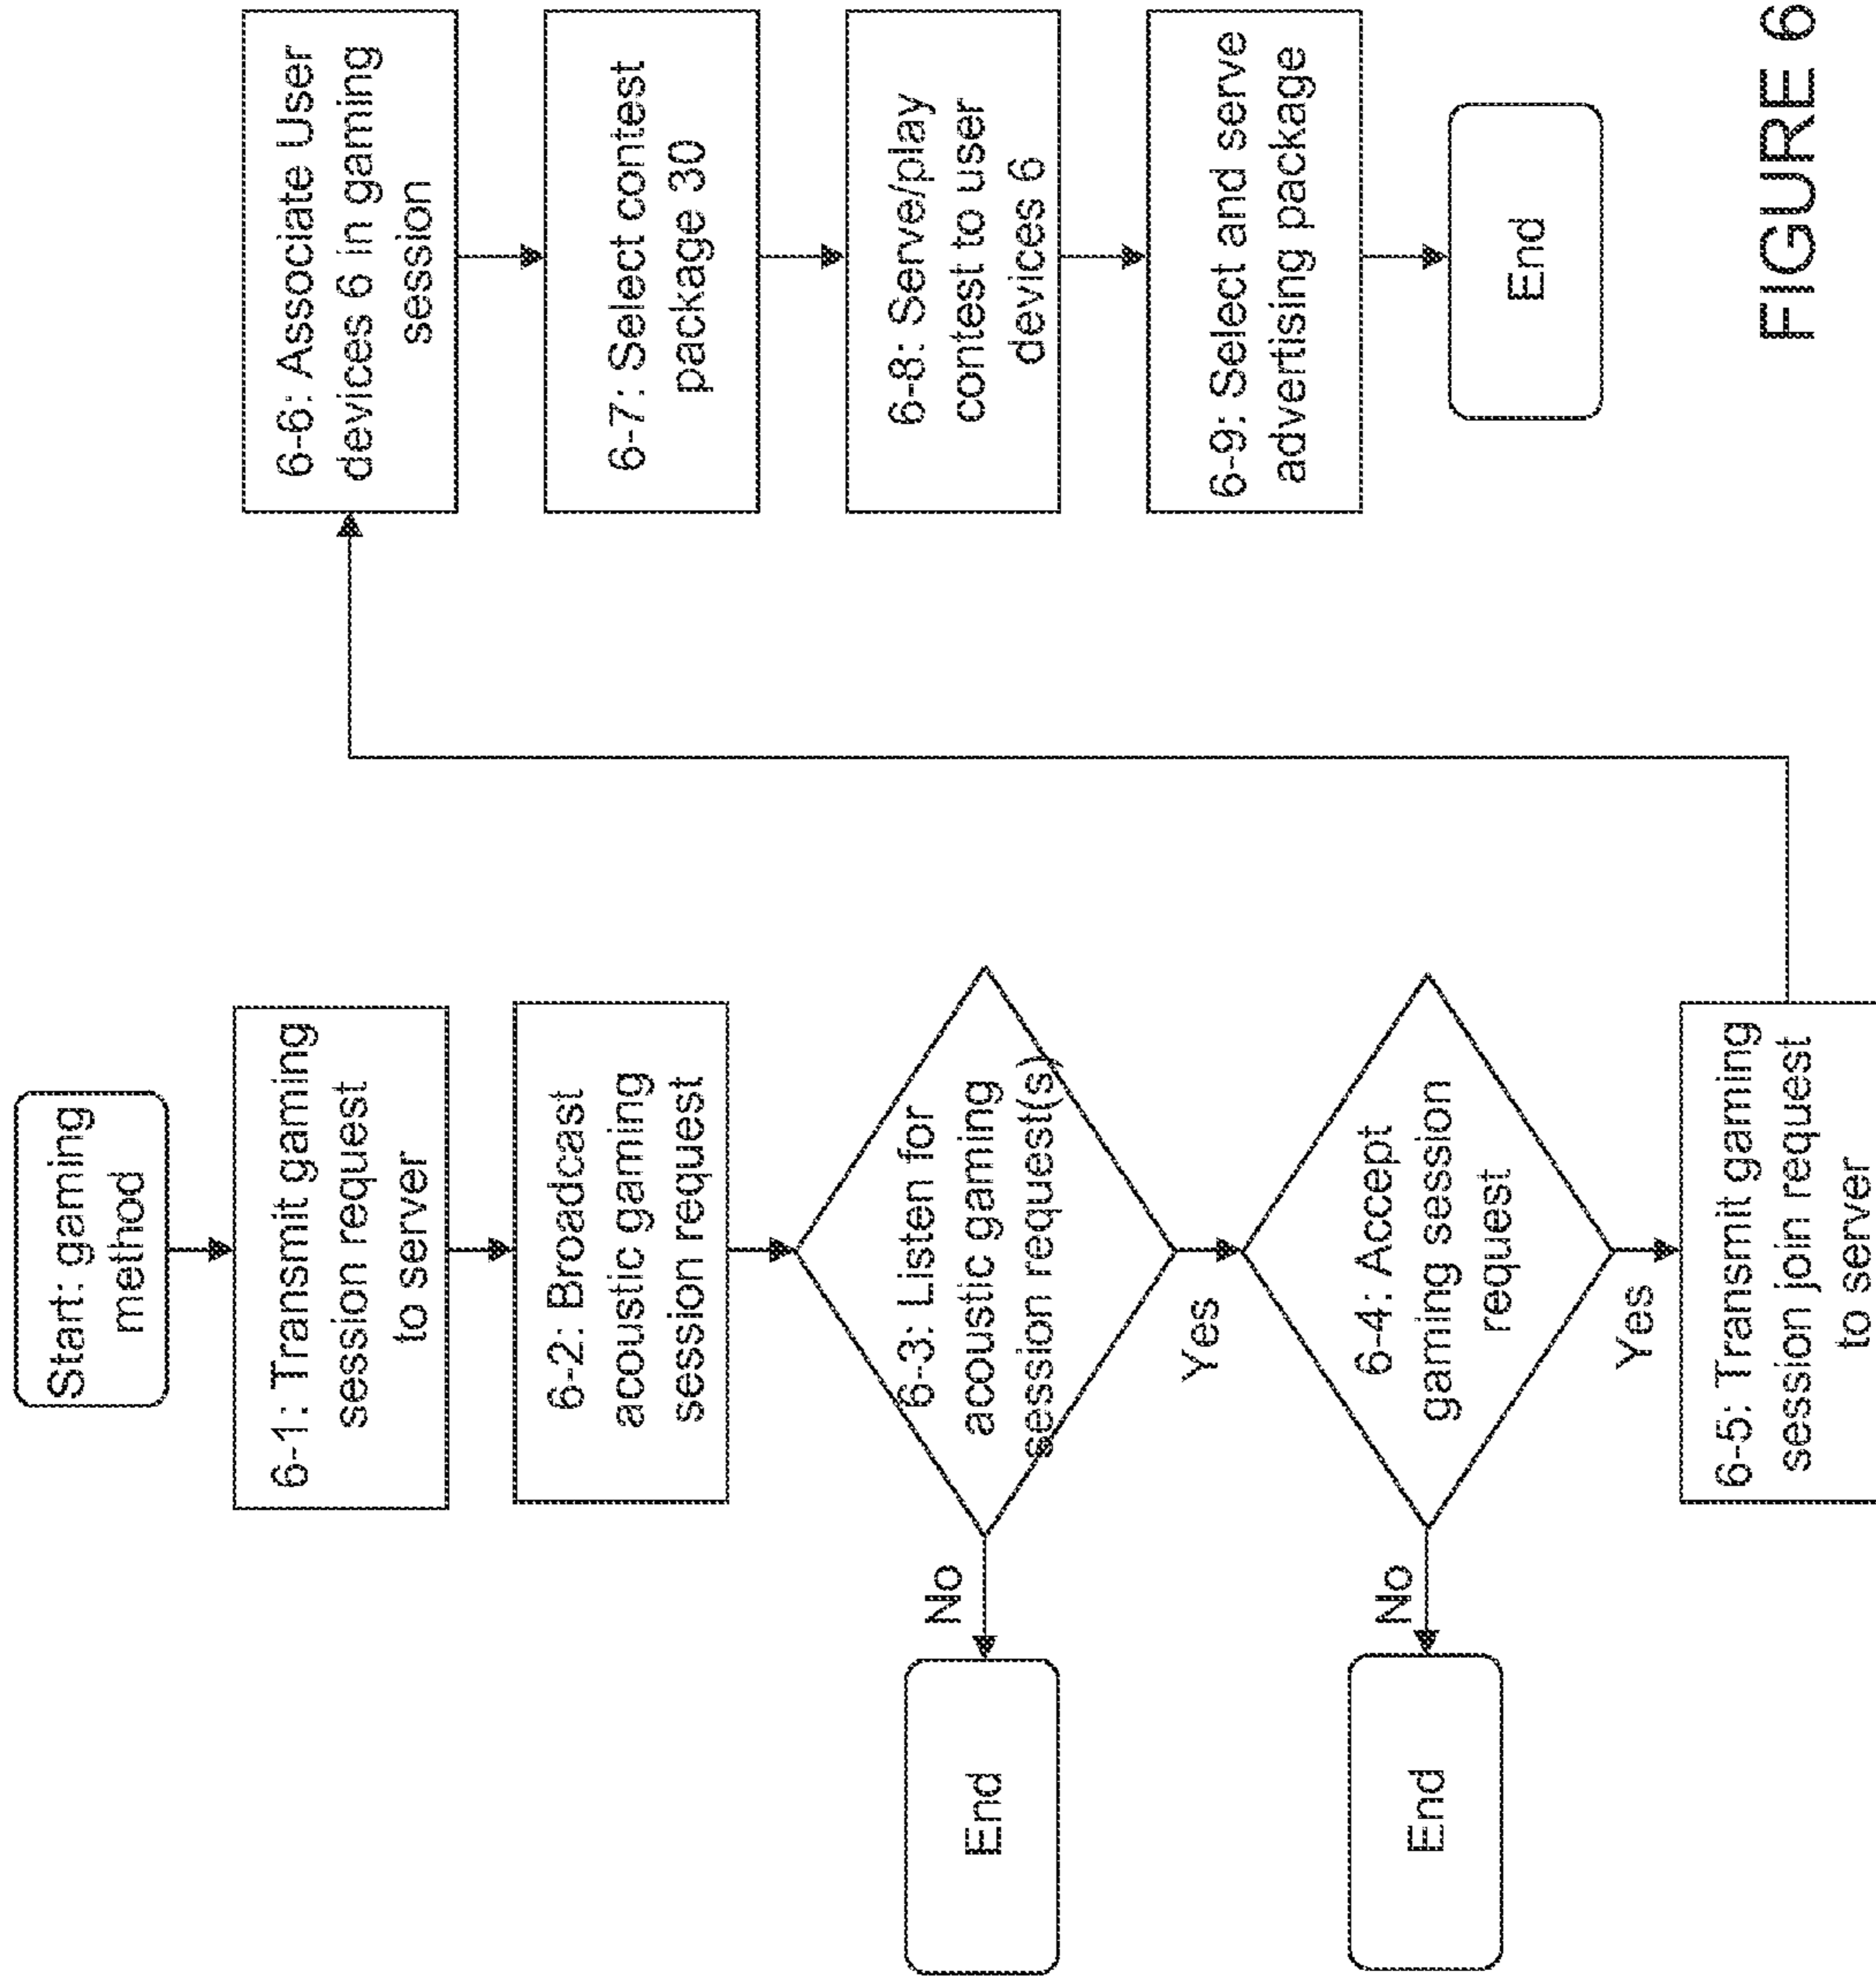 Start: gaming
method
6-1: Transmit gaming
session request
to server
6-2: Broadcast
acoustic gaming
session request
6-3: Listen for
acoustic gaming
session request(s)
No
End
Yes
6-4: Accept
gaming session
request
No
End
Yes
6-5: Transmit gaming
session join request
to server
6-6: Associate User
devices 6 in gaming
session
6-7: Select contest
package 30
6-8: Serve/play
contest to user
devices 6
6-9: Select and serve
advertising package
End
FIGURE 6